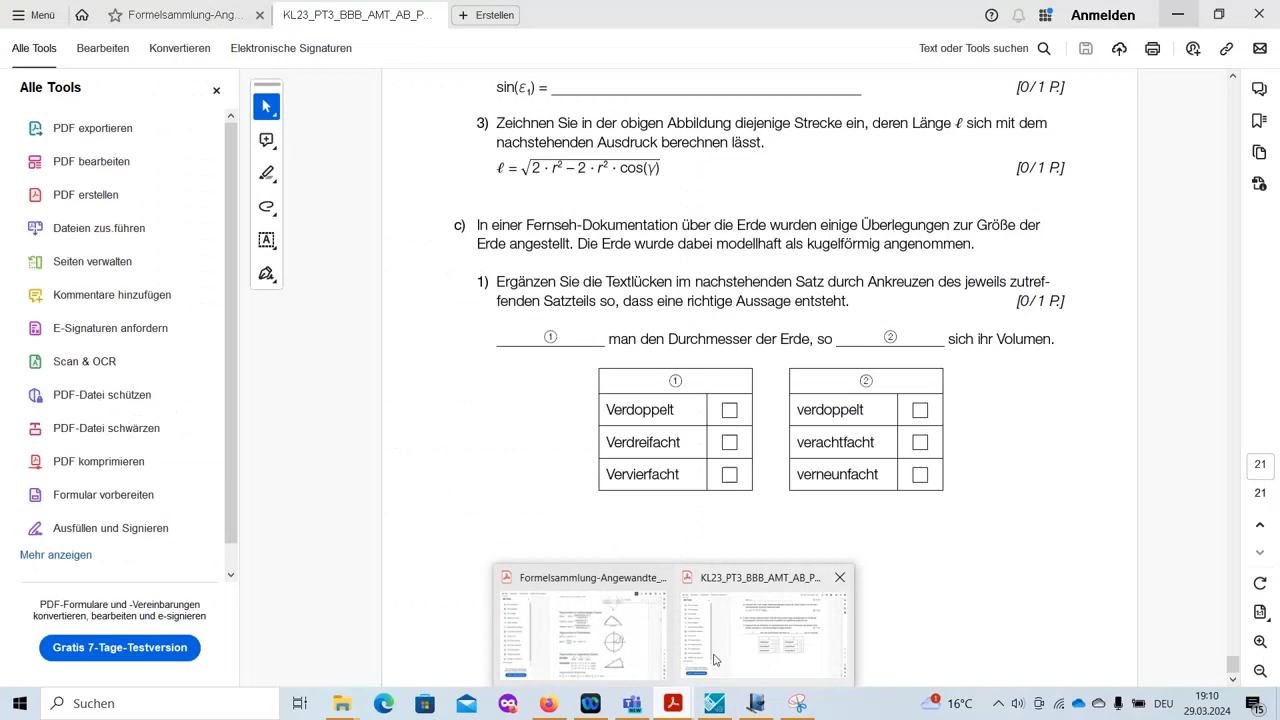 Menü
Formelsammlung-Ang...
KL23_PT3_BBB_AMT_AB_P...
Erstellen
Anmelden
Alle Tools
Bearbeiten
Konvertieren
Elektronische Signaturen
Text oder Tools suchen
Alle Tools
PDF exportieren
PDF bearbeiten
PDF erstellen
Dateien zus.führen
Seiten verwalten
Kommentare hinzufügen
E-Signaturen anfordern
Scan & OCR
PDF-Datei schützen
PDF-Datei schwärzen
PDF komprimieren
Formular vorbereiten
Ausfüllen und Signieren
Mehr anzeigen
PDF-Formulare und -Vereinbarungen
Gratis 7-Tage-Testversion
sin(ε₁) = ____ [0/1 P.]
3) Zeichnen Sie in der obigen Abbildung diejenige Strecke ein, deren Länge ℓ sich mit dem
nachstehenden Ausdruck berechnen lässt.
ℓ = √2 · r² – 2 · r² · cos(γ) [0/1 P.]
c) In einer Fernseh-Dokumentation über die Erde wurden einige Überlegungen zur Größe der
Erde angestellt. Die Erde wurde dabei modellhaft als kugelförmig angenommen.
1) Ergänzen Sie die Textlücken im nachstehenden Satz durch Ankreuzen des jeweils zutref-
fenden Satzteils so, dass eine richtige Aussage entsteht. [0/1 P.]
① man den Durchmesser der Erde, so ② sich ihr Volumen.
① ②
Verdoppelt verdoppelt
Verdreifacht verachtfacht
Vervierfacht verneunfacht
21
21
Formelsammlung-Angewandte_...
KL23_PT3_BBB_AMT_AB_P...
Suchen
16°C
DEU
19:10
29.03.2024
15